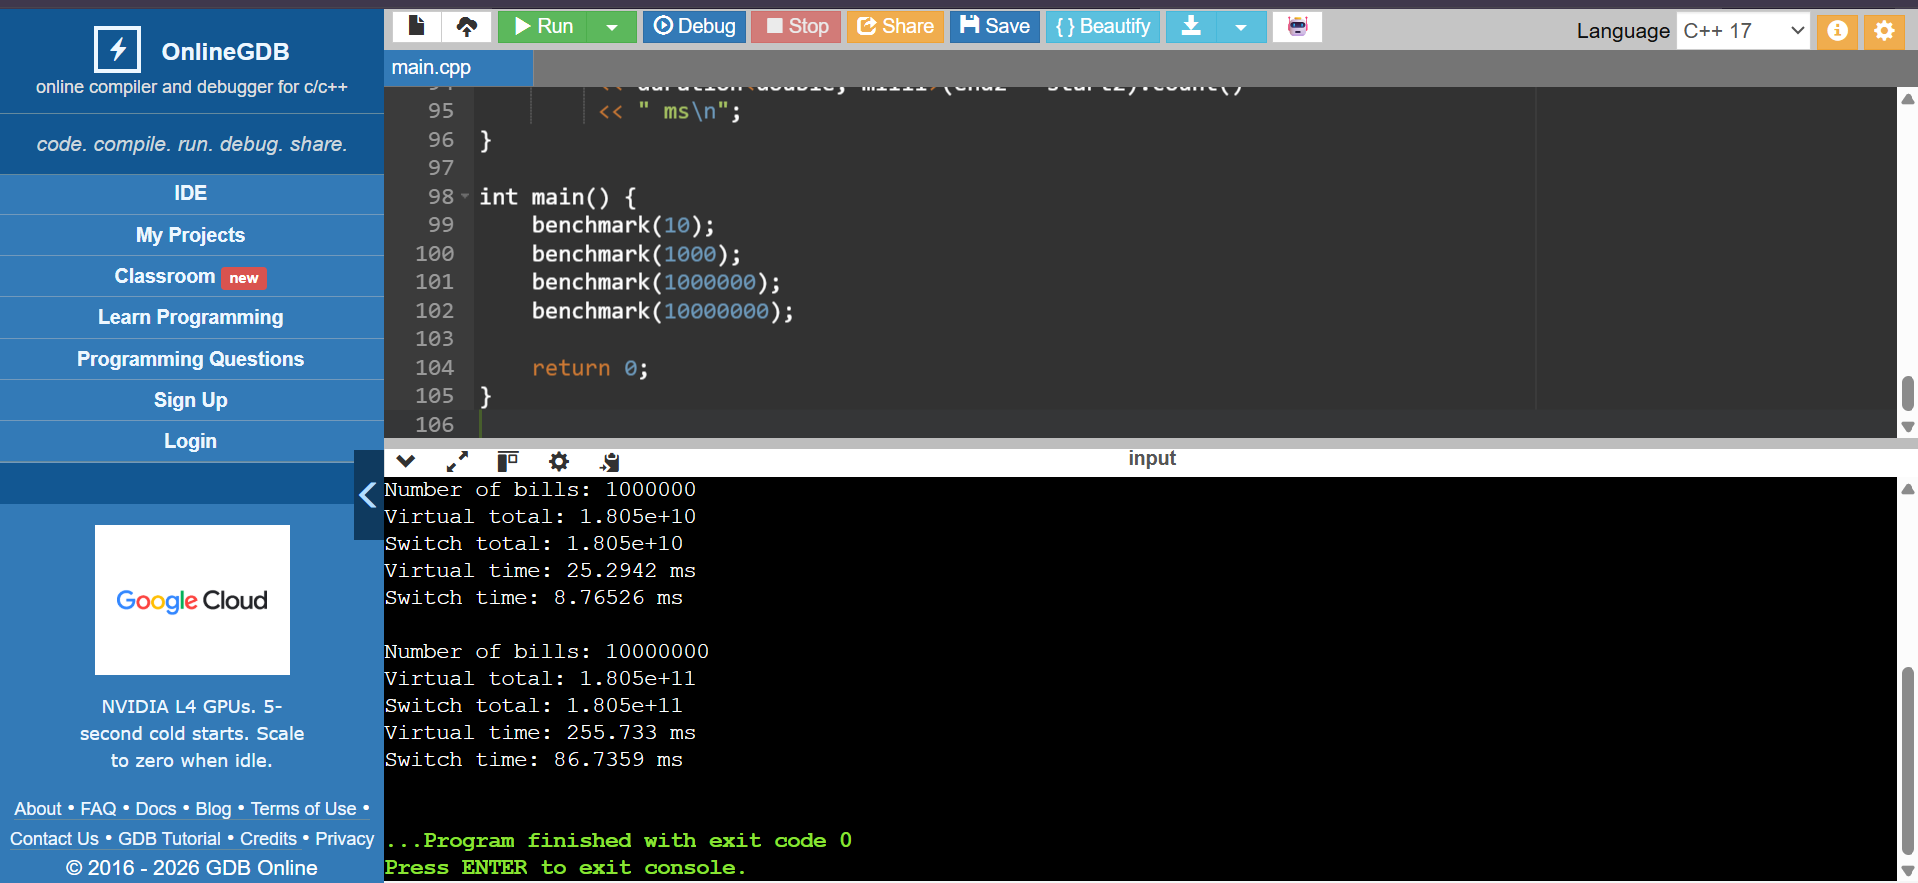 OnlineGDB
online compiler and debugger for c/c++
code. compile. run. debug. share.
IDE
My Projects
Classroom new
Learn Programming
Programming Questions
Sign Up
Login
Google Cloud
NVIDIA L4 GPUs. 5-
second cold starts. Scale
to zero when idle.
About • FAQ • Docs • Blog • Terms of Use •
Contact Us • GDB Tutorial • Credits • Privacy
© 2016 - 2026 GDB Online
Run Debug Stop Share Save { } Beautify Language C++ 17
main.cpp
95 << " ms\n";
96 }
97
98 int main() {
99 benchmark(10);
100 benchmark(1000);
101 benchmark(1000000);
102 benchmark(10000000);
103
104 return 0;
105 }
106
input
Number of bills: 1000000
Virtual total: 1.805e+10
Switch total: 1.805e+10
Virtual time: 25.2942 ms
Switch time: 8.76526 ms
Number of bills: 10000000
Virtual total: 1.805e+11
Switch total: 1.805e+11
Virtual time: 255.733 ms
Switch time: 86.7359 ms
...Program finished with exit code 0
Press ENTER to exit console.